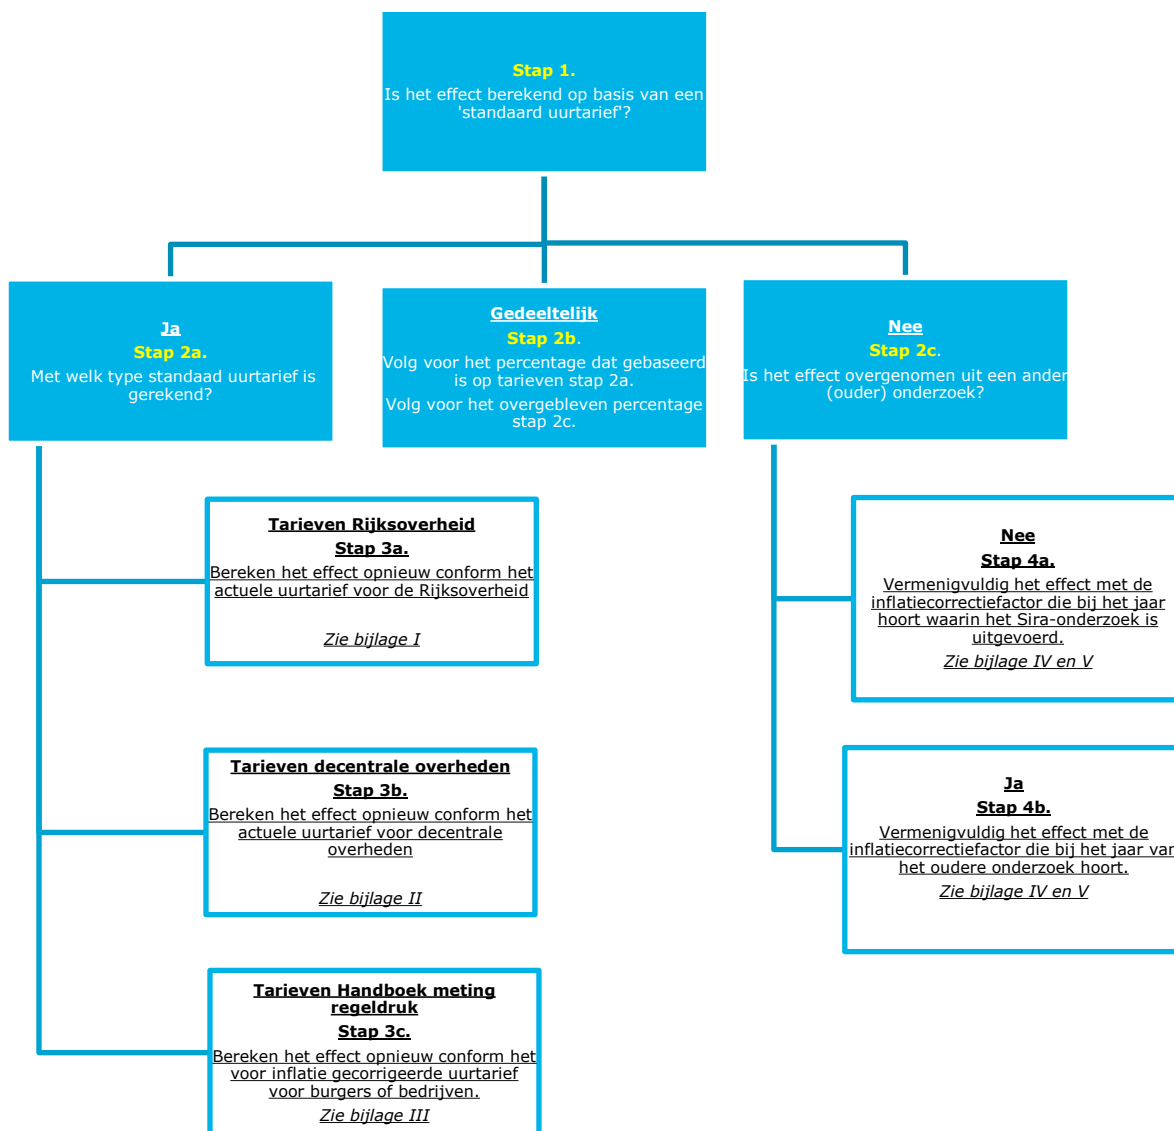 Stap 1.
Is het effect berekend op basis van een
'standaard uurtarief'?
Ja
Stap 2a.
Met welk type standaad uurtarief is
gerekend?
Gedeeltelijk
Stap 2b.
Volg voor het percentage dat gebaseerd
is op tarieven stap 2a.
Volg voor het overgebleven percentage
stap 2c.
Nee
Stap 2c.
Is het effect overgenomen uit een ander
(ouder) onderzoek?
Tarieven Rijksoverheid
Stap 3a.
Bereken het effect opnieuw conform het
actuele uurtarief voor de Rijksoverheid
Zie bijlage I
Tarieven decentrale overheden
Stap 3b.
Bereken het effect opnieuw conform het
actuele uurtarief voor decentrale
overheden
Zie bijlage II
Tarieven Handboek meting
regeldruk
Stap 3c.
Bereken het effect opnieuw conform het
voor inflatie gecorrigeerde uurtarief
voor burgers of bedrijven.
Zie bijlage III
Nee
Stap 4a.
Vermenigvuldig het effect met de
inflatiecorrectiefactor die bij het jaar
hoort waarin het Sira-onderzoek is
uitgevoerd.
Zie bijlage IV en V
Ja
Stap 4b.
Vermenigvuldig het effect met de
inflatiecorrectiefactor die bij het jaar van
het oudere onderzoek hoort.
Zie bijlage IV en V